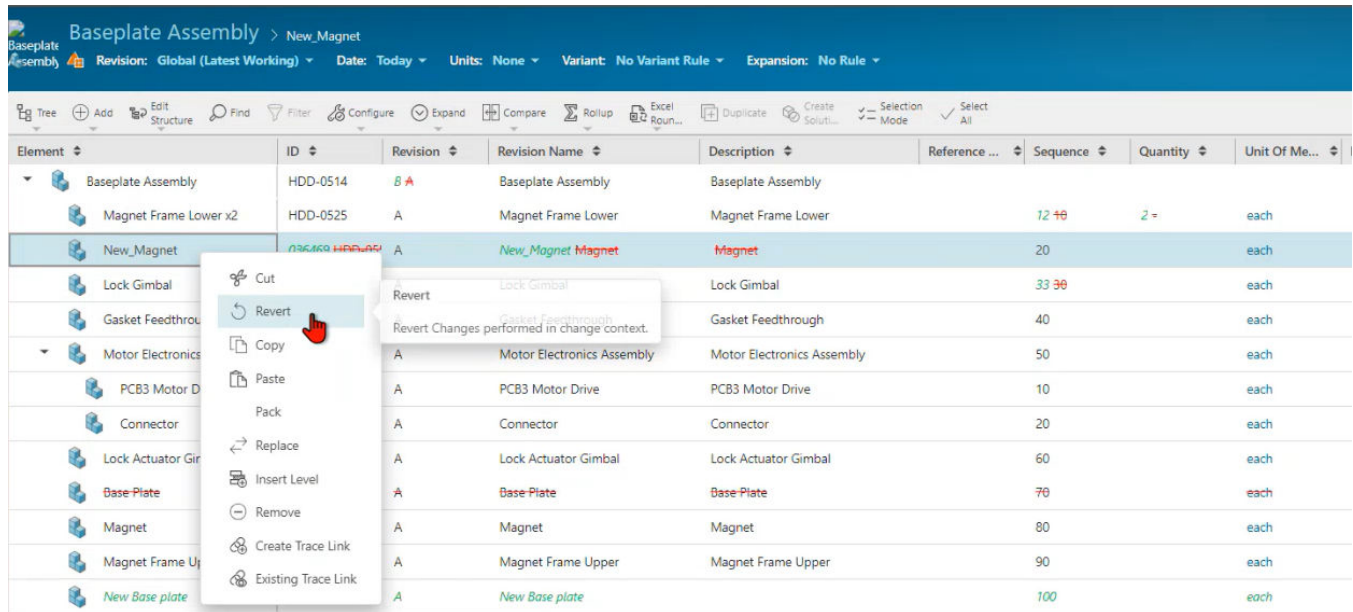 Baseplate Assembly
Baseplate Assembly > New_Magnet
Revision: Global (Latest Working) Date: Today Units: None Variant: No Variant Rule Expansion: No Rule
Tree Add Edit Structure Find Filter Configure Expand Compare Rollup Excel Roun... Duplicate Create Soluti... Selection Mode Select All
Element ID Revision Revision Name Description Reference ... Sequence Quantity Unit Of Me...
Baseplate Assembly HDD-0514 B A Baseplate Assembly Baseplate Assembly
Magnet Frame Lower x2 HDD-0525 A Magnet Frame Lower Magnet Frame Lower 12 10 2 - each
New_Magnet 036469 A New_Magnet Magnet Magnet 20 each
Lock Gimbal Lock Gimbal Lock Gimbal 33 30 each
Gasket Feedthrou Gasket Feedthrough Gasket Feedthrough 40 each
Motor Electronics A Motor Electronics Assembly Motor Electronics Assembly 50 each
PCB3 Motor D A PCB3 Motor Drive PCB3 Motor Drive 10 each
Connector A Connector Connector 20 each
Lock Actuator Gir A Lock Actuator Gimbal Lock Actuator Gimbal 60 each
Base Plate A Base Plate Base Plate 70 each
Magnet A Magnet Magnet 80 each
Magnet Frame Up A Magnet Frame Upper Magnet Frame Upper 90 each
New Base plate A New Base plate 100 each
Cut
Revert
Copy
Paste
Pack
Replace
Insert Level
Remove
Create Trace Link
Existing Trace Link
Revert
Revert Changes performed in change context.